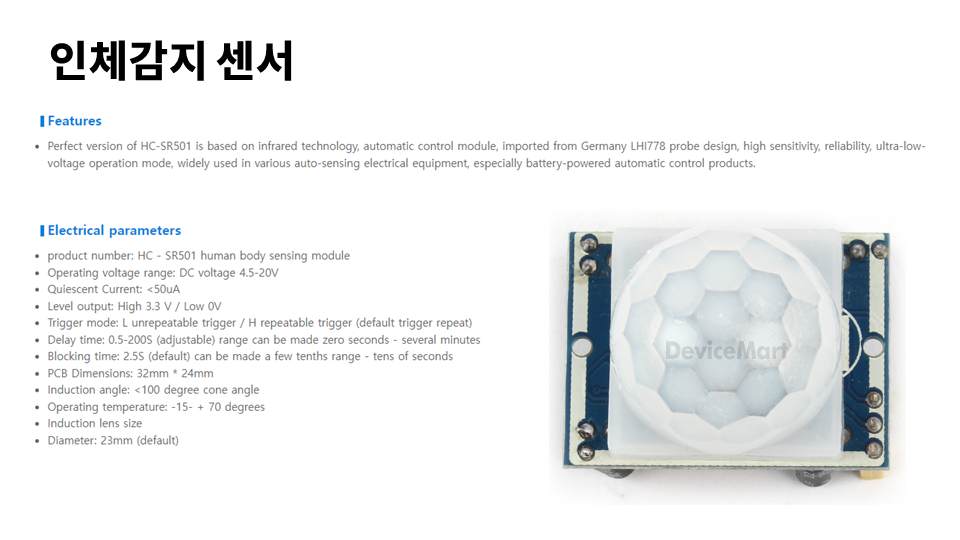 인체감지 센서
Features
• Perfect version of HC-SR501 is based on infrared technology, automatic control module, imported from Germany LHI778 probe design, high sensitivity, reliability, ultra-low-
voltage operation mode, widely used in various auto-sensing electrical equipment, especially battery-powered automatic control products.
Electrical parameters
• product number: HC - SR501 human body sensing module
• Operating voltage range: DC voltage 4.5-20V
• Quiescent Current: <50uA
• Level output: High 3.3 V / Low 0V
• Trigger mode: L unrepeatable trigger / H repeatable trigger (default trigger repeat)
• Delay time: 0.5-200S (adjustable) range can be made zero seconds - several minutes
• Blocking time: 2.5S (default) can be made a few tenths range - tens of seconds
• PCB Dimensions: 32mm * 24mm
• Induction angle: <100 degree cone angle
• Operating temperature: -15- + 70 degrees
• Induction lens size
• Diameter: 23mm (default)
DeviceMart